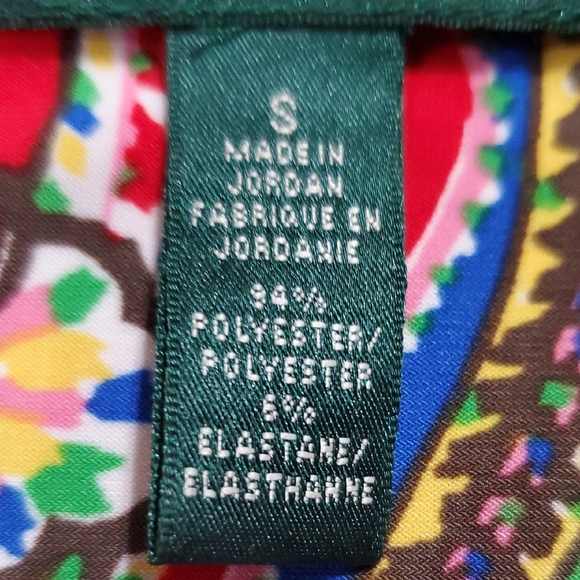 S
MADE IN
JORDAN
FABRIQUE EN
JORDANIE
94%
POLYESTER/
POLYESTER
6%
ELASTANE/
ELASTHANNE